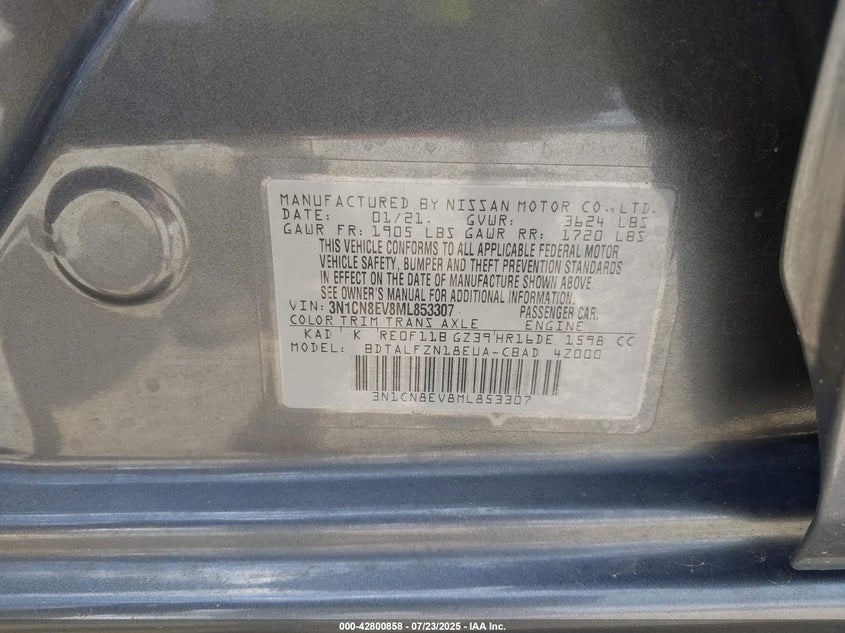 MANUFACTURED BY NISSAN MOTOR CO., LTD.
DATE: 01/21. GVWR: 3624 LBS
GAWR FR: 1905 LBS GAWR RR: 1720 LBS
THIS VEHICLE CONFORMS TO ALL APPLICABLE FEDERAL MOTOR
VEHICLE SAFETY, BUMPER AND THEFT PREVENTION STANDARDS
IN EFFECT ON THE DATE OF MANUFACTURE SHOWN ABOVE.
SEE OWNER'S MANUAL FOR ADDITIONAL INFORMATION.
VIN: 3N1CN8EV8ML853307 PASSENGER CAR.
COLOR TRIM TRANS AXLE ENGINE
KAD K RE0F11B GZ39 HR16DE 1598 CC
MODEL: BDTALFZN18EUA-CBAD 4Z000
3N1CN8EV8ML853307
000-42800858 - 07/23/2025 - IAA Inc.